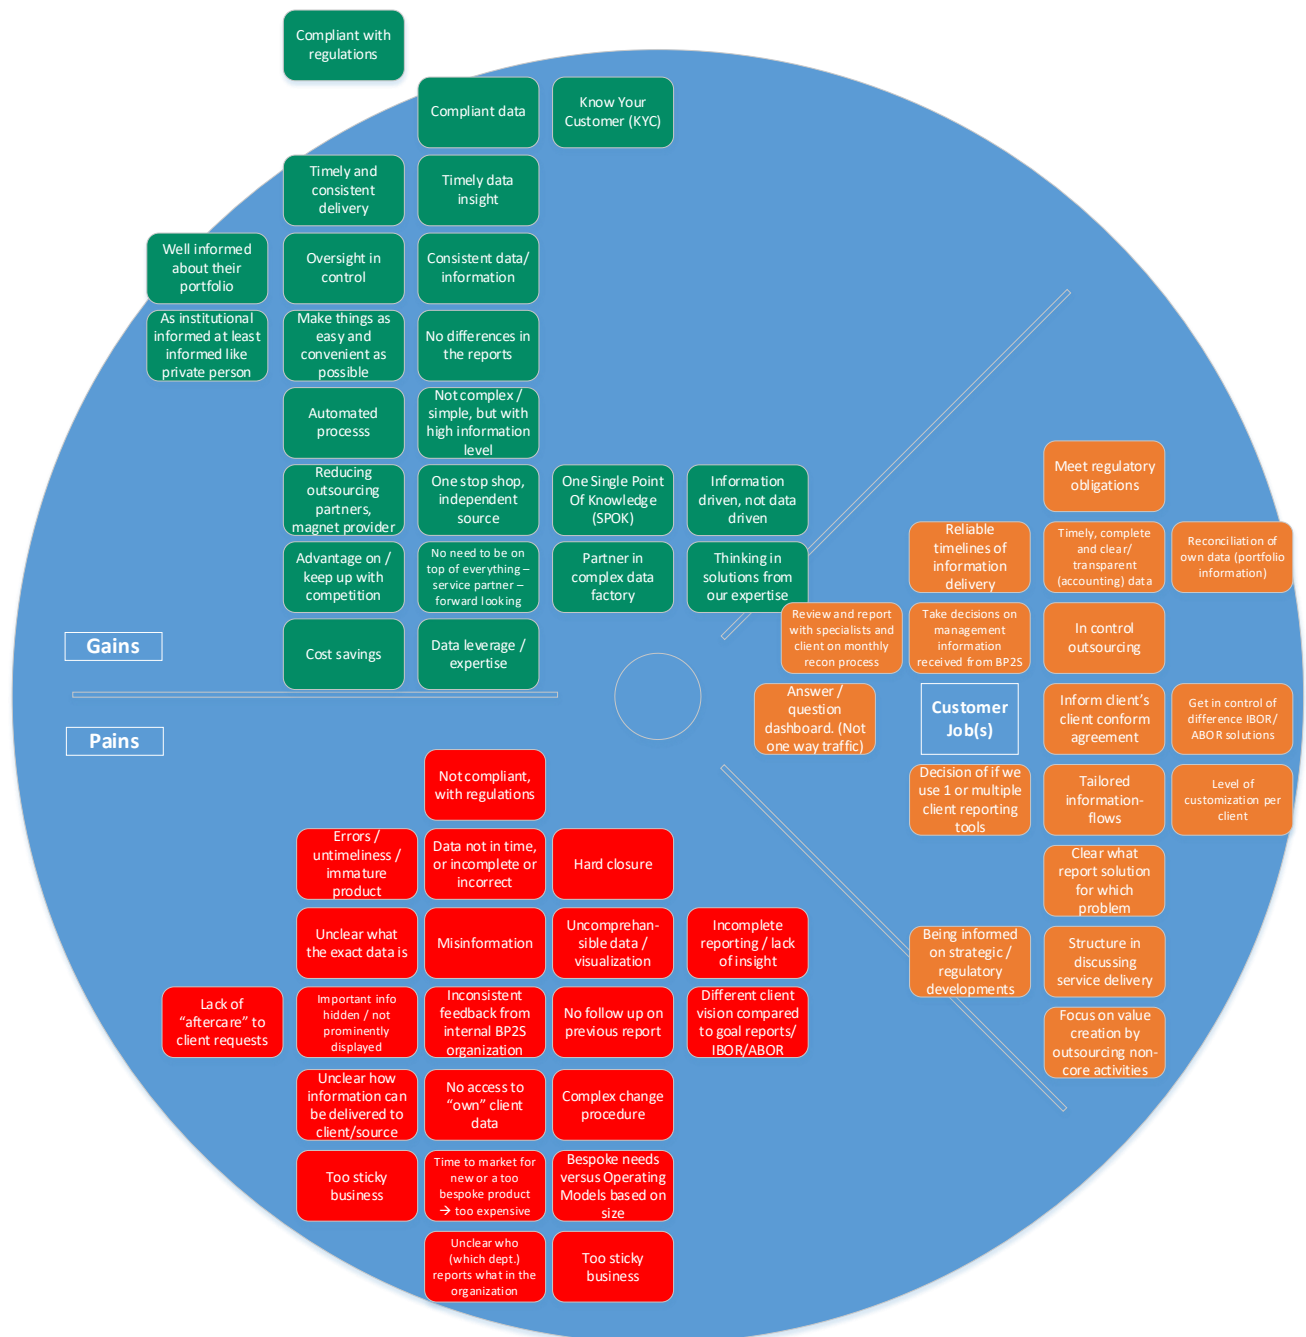 Compliant with
regulations
Compliant data
Know Your
Customer (KYC)
Timely and
consistent
delivery
Timely data
insight
Well informed
about their
portfolio
Oversight in
control
Consistent data/
information
As institutional
informed at least
informed like
private person
Make things as
easy and
convenient as
possible
No differences in
the reports
Automated
processs
Not complex /
simple, but with
high information
level
Reducing
outsourcing
partners,
magnet provider
One stop shop,
independent
source
One Single Point
Of Knowledge
(SPOK)
Information
driven, not data
driven
Advantage on /
keep up with
competition
No need to be on
top of everything –
service partner –
forward looking
Partner in
complex data
factory
Thinking in
solutions from
our expertise
Cost savings
Data leverage /
expertise
Gains
Pains
Meet regulatory
obligations
Reliable
timelines of
information
delivery
Timely, complete
and clear/
transparent
(accounting) data
Reconciliation of
own data (portfolio
information)
Review and report
with specialists and
client on monthly
recon process
Take decisions on
management
information
received from BP2S
In control
outsourcing
Answer /
question
dashboard. (Not
one way traffic)
Customer
Job(s)
Inform client's
client conform
agreement
Get in control of
difference IBOR/
ABOR solutions
Decision of if we
use 1 or multiple
client reporting
tools
Tailored
information-
flows
Level of
customization per
client
Clear what
report solution
for which
problem
Being informed
on strategic /
regulatory
developments
Structure in
discussing
service delivery
Focus on value
creation by
outsourcing non-
core activities
Not compliant,
with regulations
Errors /
untimeliness /
immature
product
Data not in time,
or incomplete or
incorrect
Hard closure
Unclear what
the exact data is
Misinformation
Uncomprehan-
sible data /
visualization
Incomplete
reporting / lack
of insight
Lack of
“aftercare” to
client requests
Important info
hidden / not
prominently
displayed
Inconsistent
feedback from
internal BP2S
organization
No follow up on
previous report
Different client
vision compared
to goal reports/
IBOR/ABOR
Unclear how
information can
be delivered to
client/source
No access to
“own” client
data
Complex change
procedure
Too sticky
business
Time to market for
new or a too
bespoke product
→ too expensive
Bespoke needs
versus Operating
Models based on
size
Unclear who
(which dept.)
reports what in the
organization
Too sticky
business